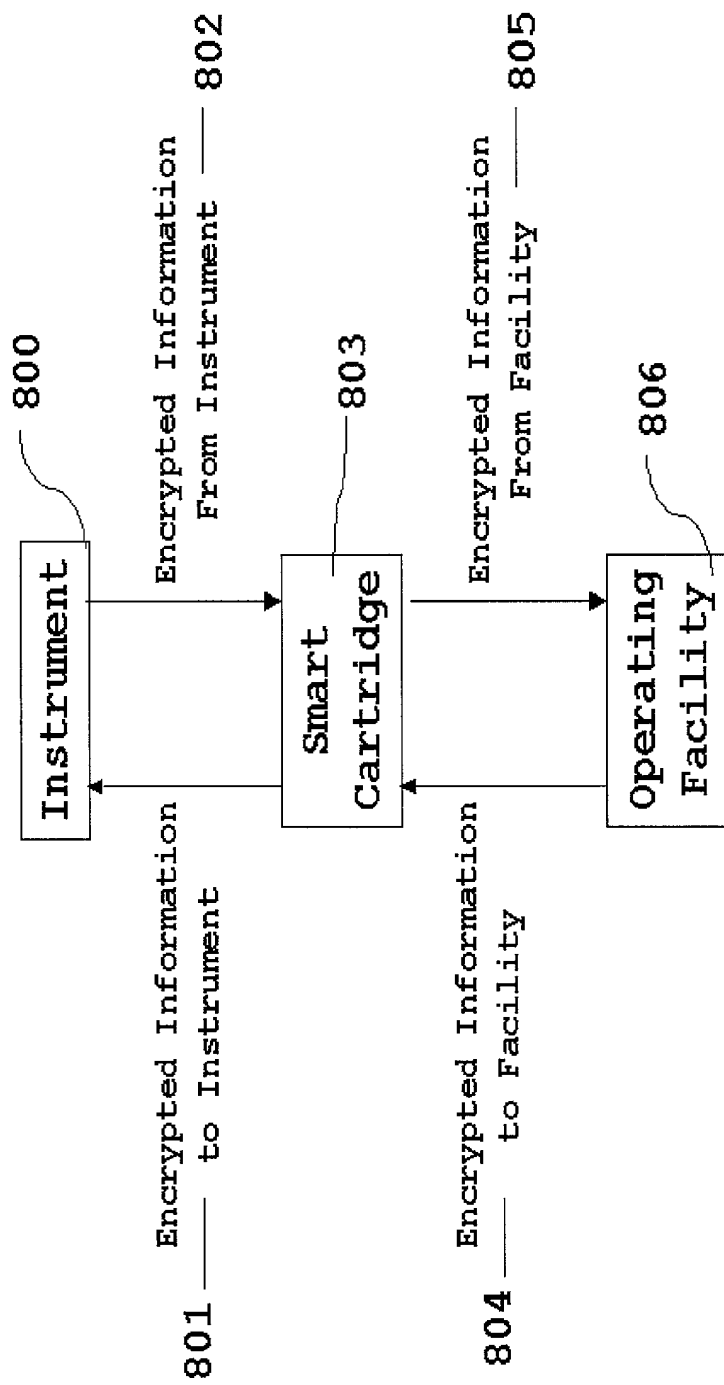 800
Instrument
Encrypted Information
801 to Instrument
Encrypted Information
From Instrument 802
803
Smart
Cartridge
Encrypted Information
804 to Facility
Encrypted Information
From Facility 805
806
Operating
Facility